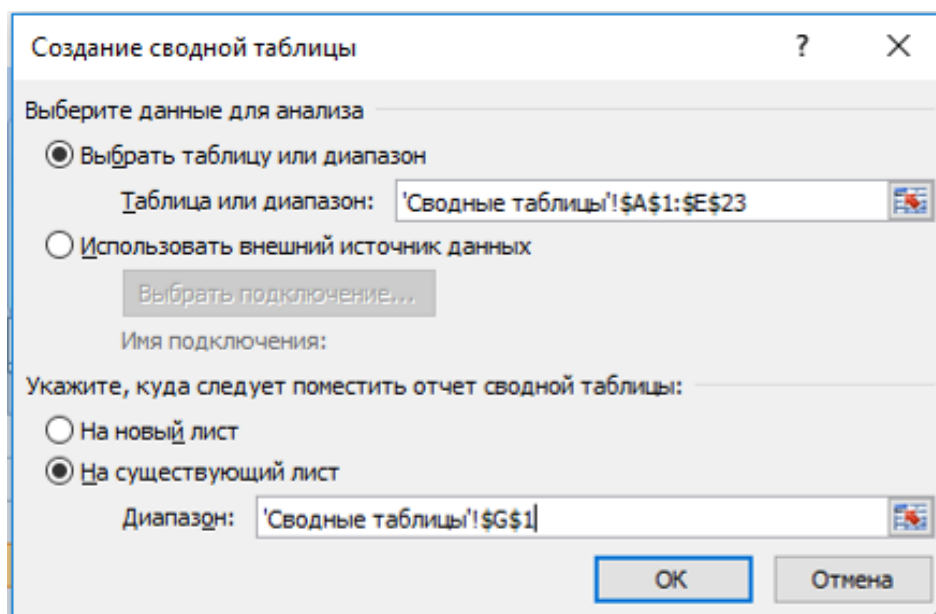 Создание сводной таблицы ?
Выберите данные для анализа
Выбрать таблицу или диапазон
Таблица или диапазон: 'Сводные таблицы'!$A$1:$E$23
Использовать внешний источник данных
Выбрать подключение...
Имя подключения:
Укажите, куда следует поместить отчет сводной таблицы:
На новый лист
На существующий лист
Диапазон: 'Сводные таблицы'!$G$1
ОК Отмена